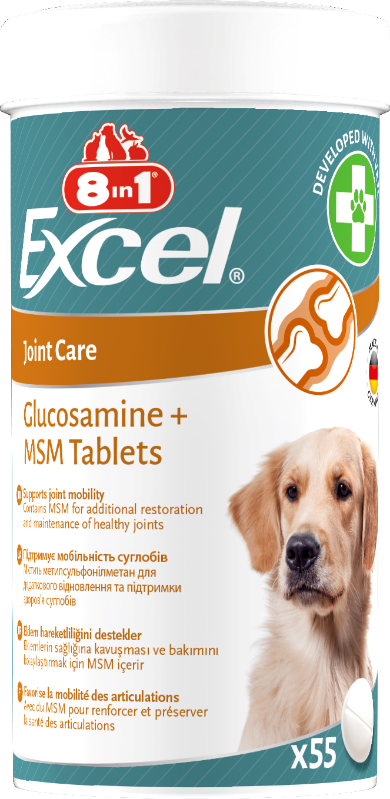 DEVELOPED WITH
8in1®
Excel®
Joint Care
Glucosamine +
MSM Tablets
Supports joint mobility
Contains MSM for additional restoration
and maintenance of healthy joints
Підтримує мобільність суглобів
Містить метилсульфонілметан для
додаткового відновлення та підтримки
здоров'я суглобів
Eklem hareketliliğini destekler
Eklemlerin sağlığına kavuşması ve bakımını
kolaylaştırmak için MSM içerir
Favorise la mobilité des articulations
Avec du MSM pour renforcer et préserver
la santé des articulations
x55